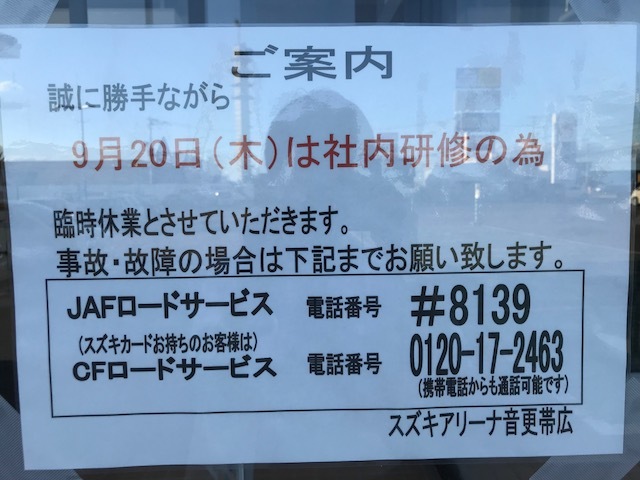 ご案内
誠に勝手ながら
9月20日(木)は社内研修の為
臨時休業とさせていただきます。
事故・故障の場合は下記までお願い致します。
JAFロードサービス 電話番号 #8139
(スズキカードお持ちのお客様は)
CFロードサービス 電話番号 0120-17-2463
(携帯電話からも通話可能です)
スズキアリーナ音更帯広